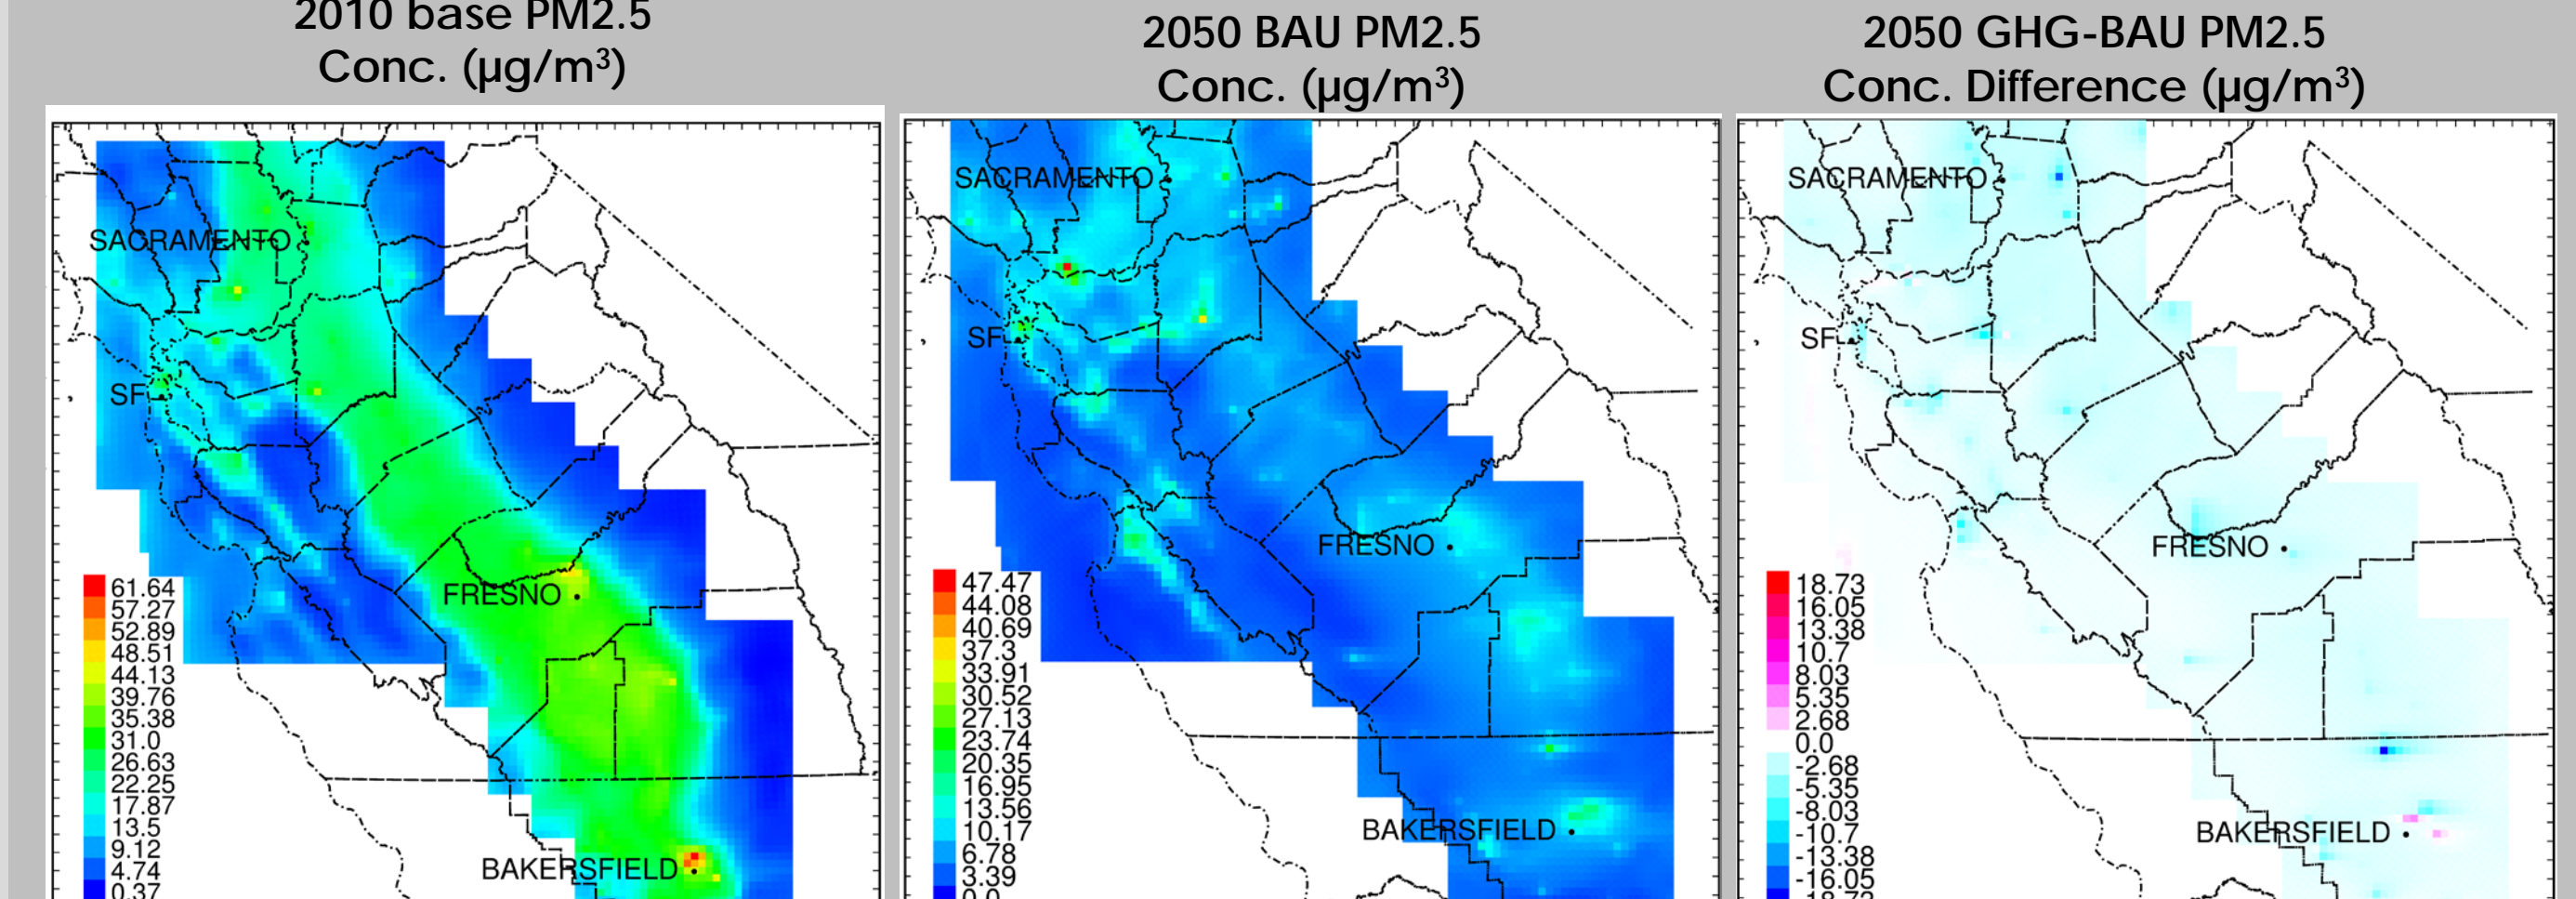 2010 base PM2.5
Conc. (µg/m³)
SACRAMENTO
SF
FRESNO
BAKERSFIELD
61.64
57.27
52.89
48.51
44.13
39.76
35.38
31.0
26.63
22.25
17.87
13.5
9.12
4.74
0.37
2050 BAU PM2.5
Conc. (µg/m³)
SACRAMENTO
SF
FRESNO
BAKERSFIELD
47.47
44.08
40.69
37.3
33.91
30.52
27.13
23.74
20.35
16.95
13.56
10.17
6.78
3.39
0.0
2050 GHG-BAU PM2.5
Conc. Difference (µg/m³)
SACRAMENTO
SF
FRESNO
BAKERSFIELD
18.73
16.05
13.38
10.7
8.03
5.35
2.68
0.0
-2.68
-5.35
-8.03
-10.7
-13.38
-16.05
-18.73